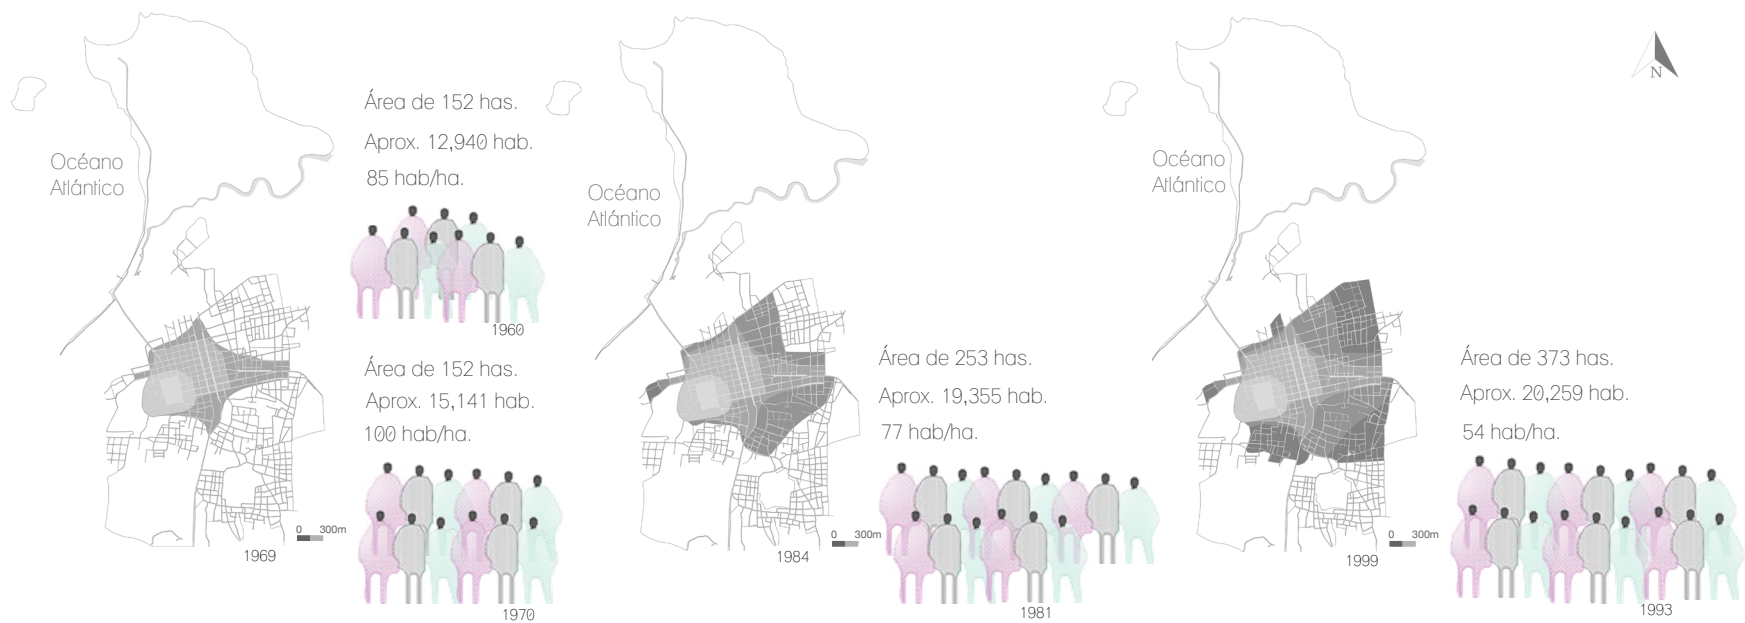 Océano
Atlántico
Área de 152 has.
Aprox. 12,940 hab.
85 hab/ha.
1960
Área de 152 has.
Aprox. 15,141 hab.
100 hab/ha.
1970
0 300m
1969
Océano
Atlántico
Área de 253 has.
Aprox. 19,355 hab.
77 hab/ha.
1981
0 300m
1984
Océano
Atlántico
N
Área de 373 has.
Aprox. 20,259 hab.
54 hab/ha.
1993
0 300m
1999